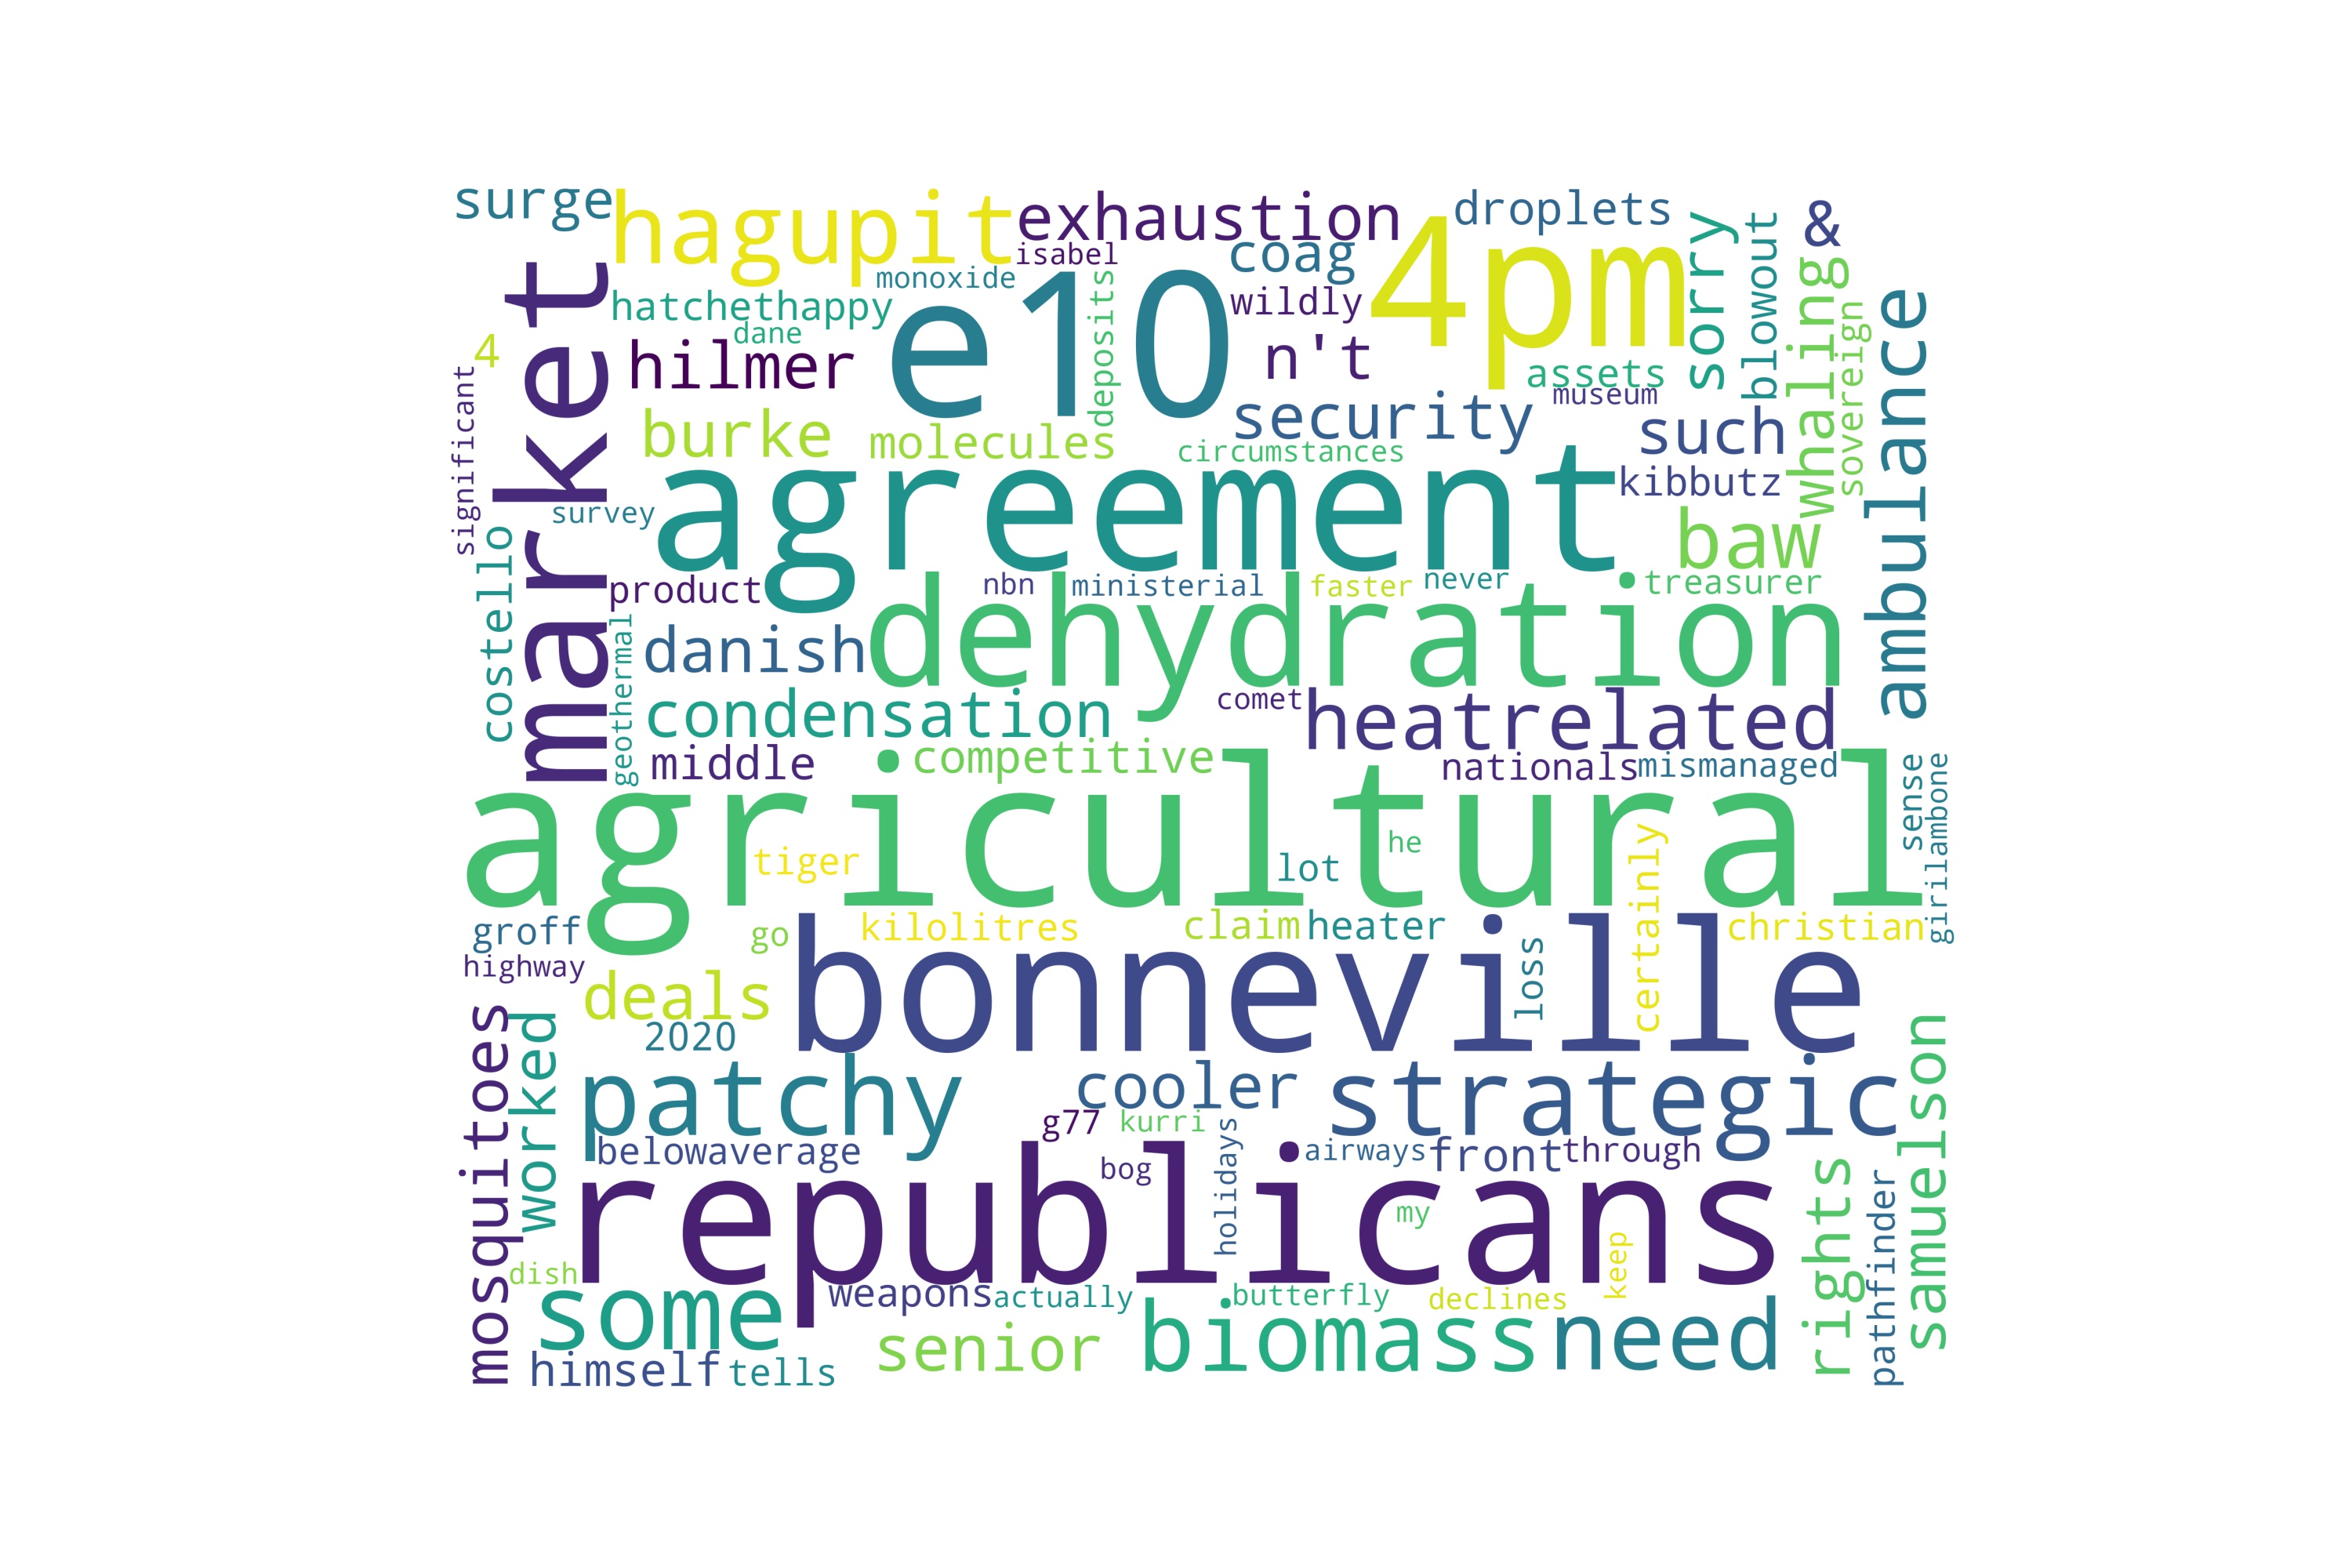 surge
hagupit
exhaustion
droplets
sorry
blowout
&
isabel
coag
monoxide
4pm
e10
hatchethappy
wildly
deposits
whaling
sovereign
ambulance
market
dane
4
hilmer
n't
assets
museum
significant
burke
molecules
security
circumstances
such
kibbutz
agreement
survey
costello
baw
product
nbn
ministerial
faster
never
treasurer
dehydration
geothermal
danish
condensation
comet
heatrelated
middle
competitive
nationals
mismanaged
sense
girilambone
agricultural
tiger
he
lot
certainly
groff
go
kilolitres
claim
heater
christian
highway
bonneville
loss
deals
2020
mosquitoes
worked
patchy
cooler
strategic
samuelson
g77
kurri
belowaverage
holidays
airways
front
through
bog
rights
pathfinder
republicans
my
keep
dish
some
weapons
actually
butterfly
declines
senior
biomass
need
himself
tells